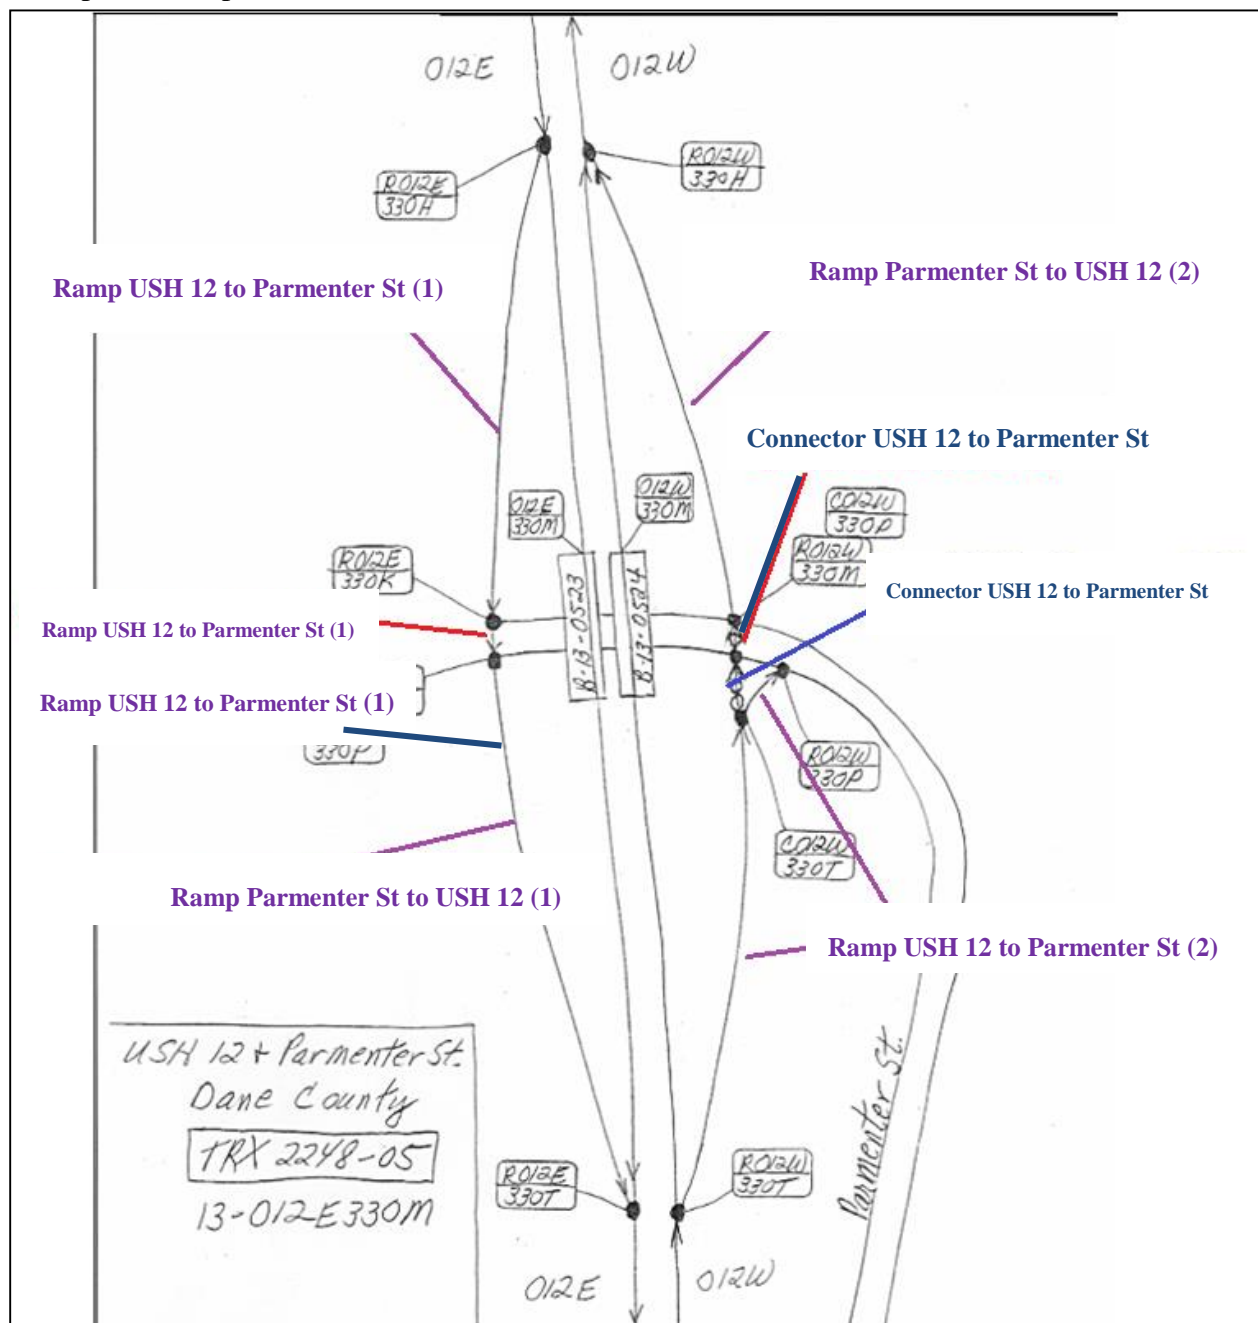 012E
012W
R012E
330H
R012W
330H
Ramp USH 12 to Parmenter St (1)
Ramp Parmenter St to USH 12 (2)
Connector USH 12 to Parmenter St
012E
330M
012W
330M
C012W
330P
R012W
330M
R012E
330K
Connector USH 12 to Parmenter St
B-13-0523
B-13-0524
Ramp USH 12 to Parmenter St (1)
Ramp USH 12 to Parmenter St (1)
330P
R012W
330P
C012W
330T
Ramp Parmenter St to USH 12 (1)
Ramp USH 12 to Parmenter St (2)
USH 12 + Parmenter St.
Dane County
TRX 2248-05
13-012E330M
R012E
330T
R012W
330T
Parmenter St.
012E
012W